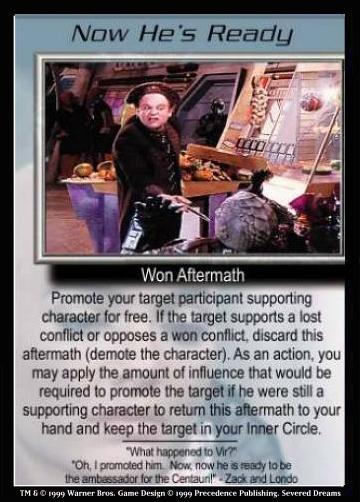 Now He's Ready
Won Aftermath
Promote your target participant supporting
character for free. If the target supports a lost
conflict or opposes a won conflict, discard this
aftermath (demote the character). As an action, you
may apply the amount of influence that would be
required to promote the target if he were still a
supporting character to return this aftermath to your
hand and keep the target in your Inner Circle.
"What happened to Vir?"
"Oh, I promoted him. Now, now he is ready to be
the ambassador for the Centauri!" - Zack and Londo
TM & © 1999 Warner Bros. Game Design © 1999 Precedence Publishing. Severed Dreams